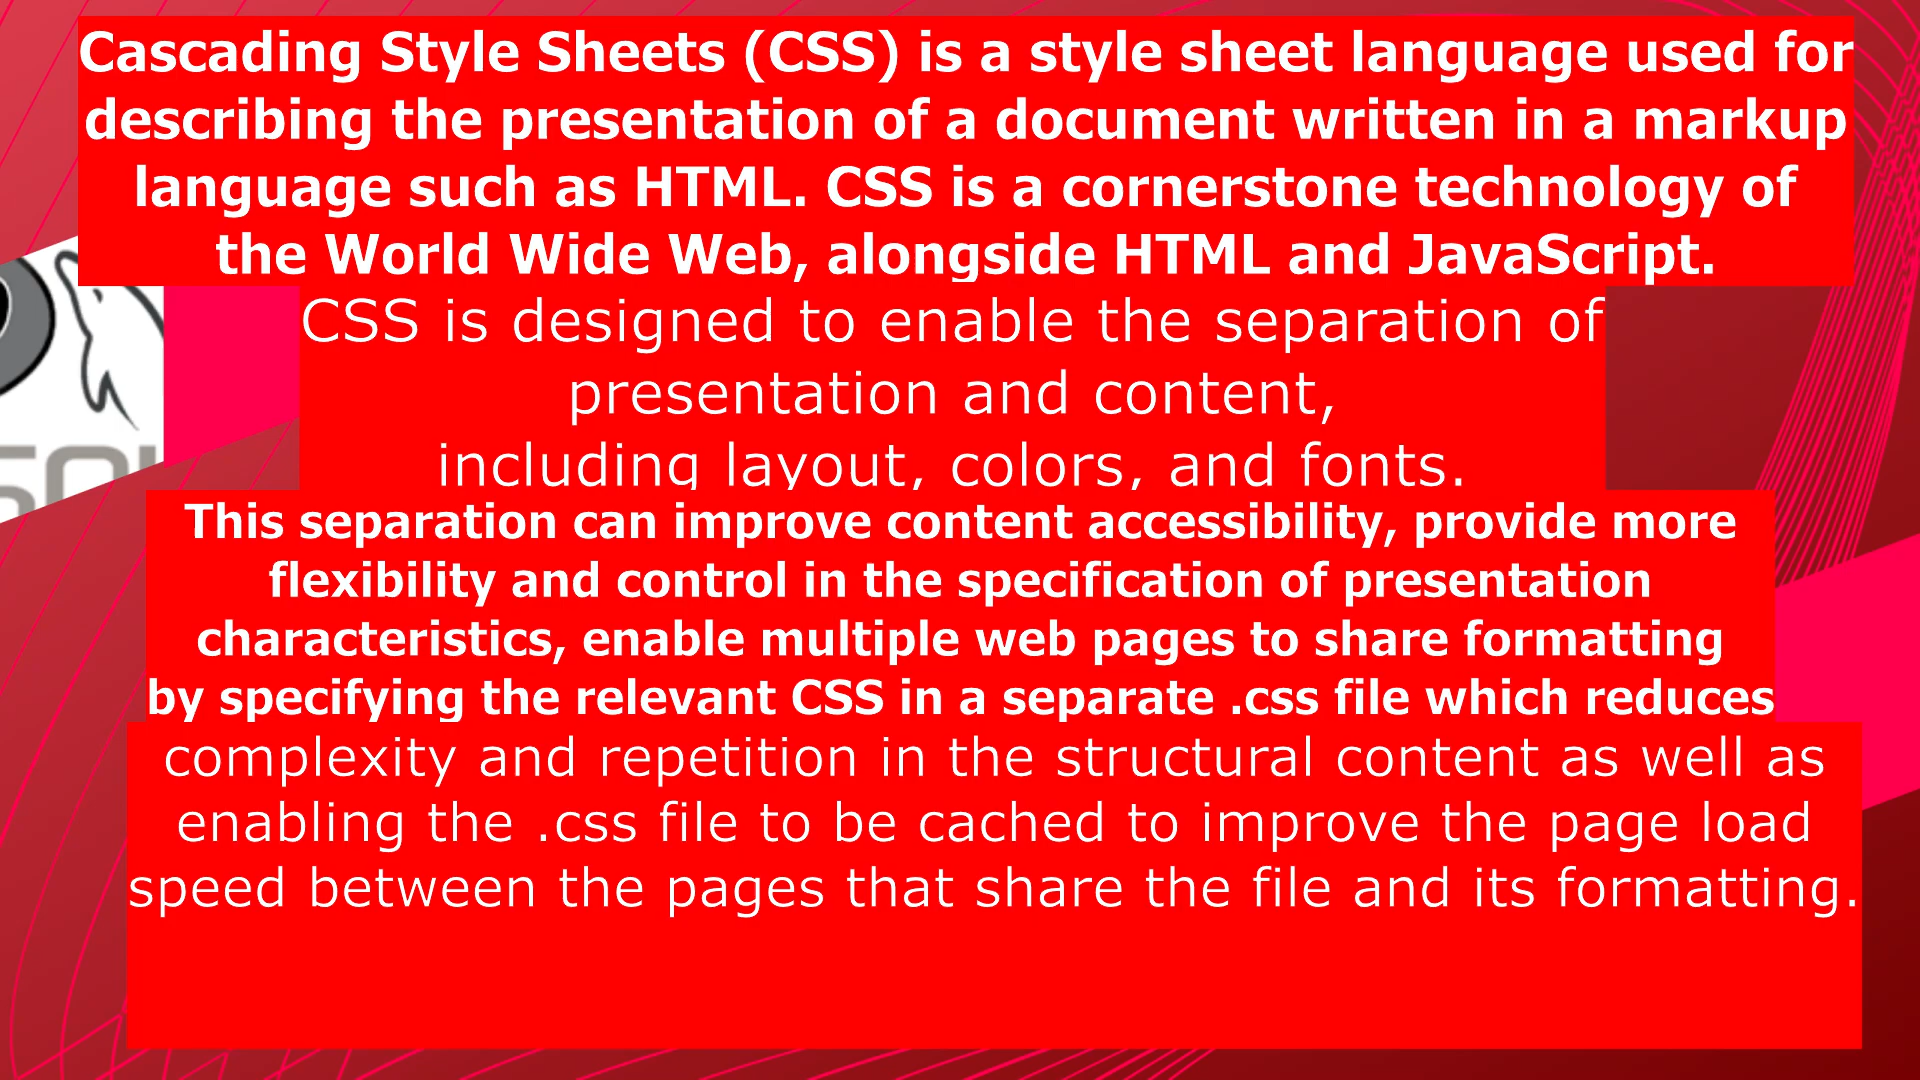 Cascading Style Sheets (CSS) is a style sheet language used for
describing the presentation of a document written in a markup
language such as HTML. CSS is a cornerstone technology of
the World Wide Web, alongside HTML and JavaScript.
CSS is designed to enable the separation of
presentation and content,
including layout, colors, and fonts.
This separation can improve content accessibility, provide more
flexibility and control in the specification of presentation
characteristics, enable multiple web pages to share formatting
by specifying the relevant CSS in a separate .css file which reduces
complexity and repetition in the structural content as well as
enabling the .css file to be cached to improve the page load
speed between the pages that share the file and its formatting.